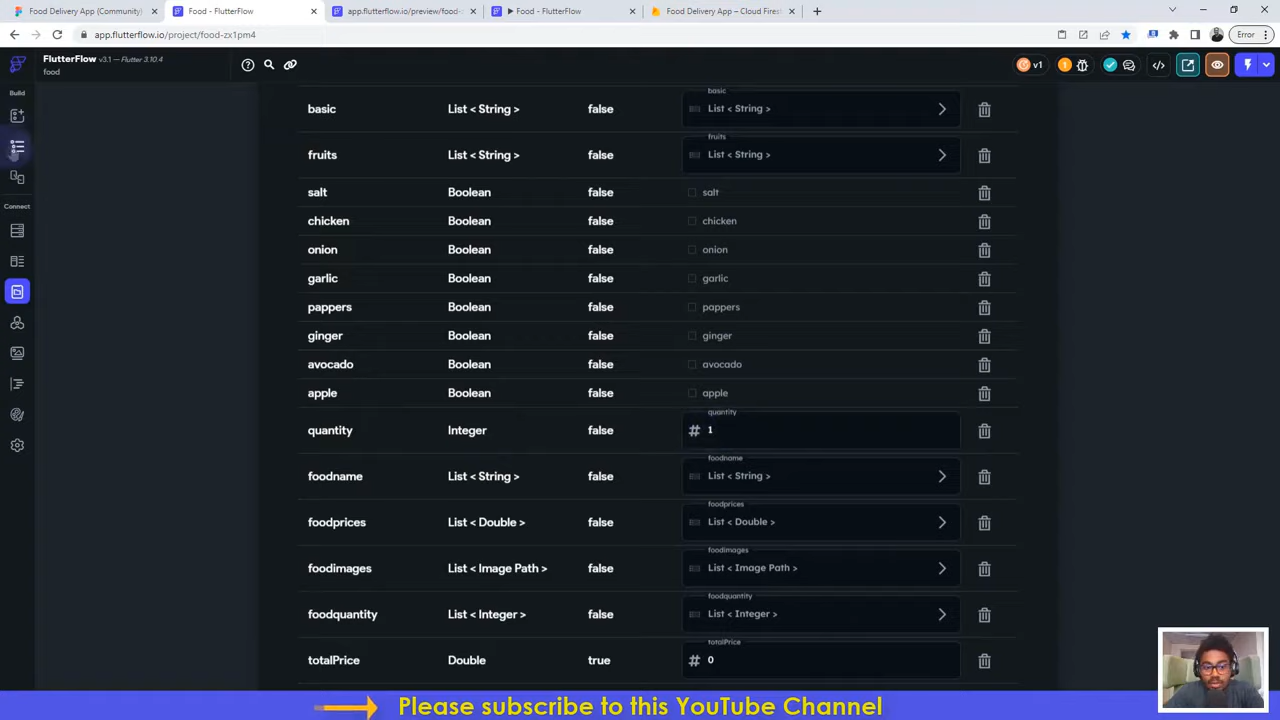 Food Delivery App (Community)
Food - FlutterFlow
app.flutterflow.io/preview/food-
Food - FlutterFlow
Food Delivery App – Cloud Fires
app.flutterflow.io/project/food-zx1pm4
Error
FlutterFlow v3.1 — Flutter 3.10.4
food
v1
1
Build
Connect
basic List < String > false basic List < String >
fruits List < String > false fruits List < String >
salt Boolean false salt
chicken Boolean false chicken
onion Boolean false onion
garlic Boolean false garlic
pappers Boolean false pappers
ginger Boolean false ginger
avocado Boolean false avocado
apple Boolean false apple
quantity Integer false quantity # 1
foodname List < String > false foodname List < String >
foodprices List < Double > false foodprices List < Double >
foodimages List < Image Path > false foodimages List < Image Path >
foodquantity List < Integer > false foodquantity List < Integer >
totalPrice Double true totalPrice # 0
Please subscribe to this YouTube Channel